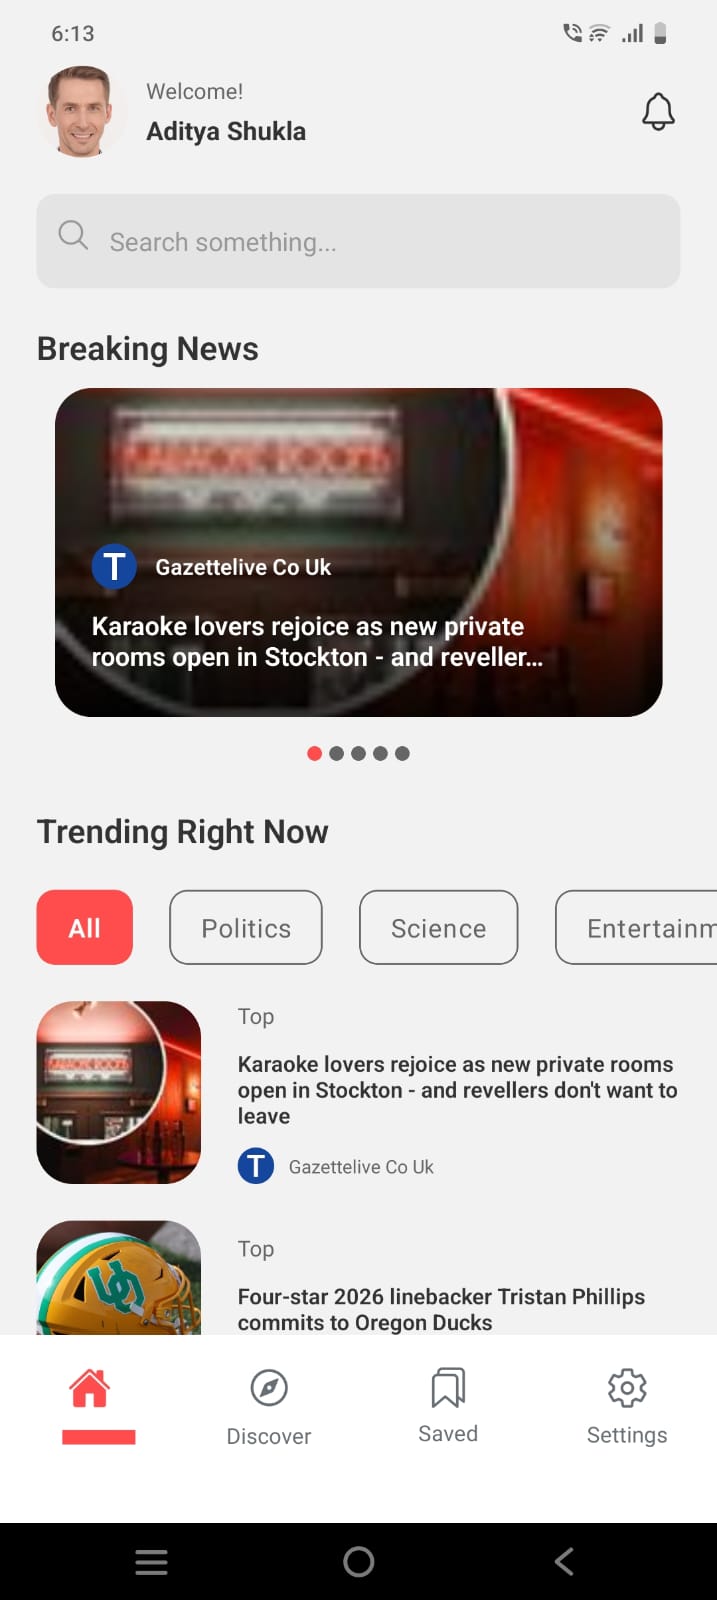 6:13
Welcome!
Aditya Shukla
Search something...
Breaking News
KARAOKE ROOMS
T
Gazettelive Co Uk
Karaoke lovers rejoice as new private
rooms open in Stockton - and reveller...
Trending Right Now
All
Politics
Science
Entertainm
Top
Karaoke lovers rejoice as new private rooms
open in Stockton - and revellers don't want to
leave
T
Gazettelive Co Uk
Top
Four-star 2026 linebacker Tristan Phillips
commits to Oregon Ducks
Discover
Saved
Settings